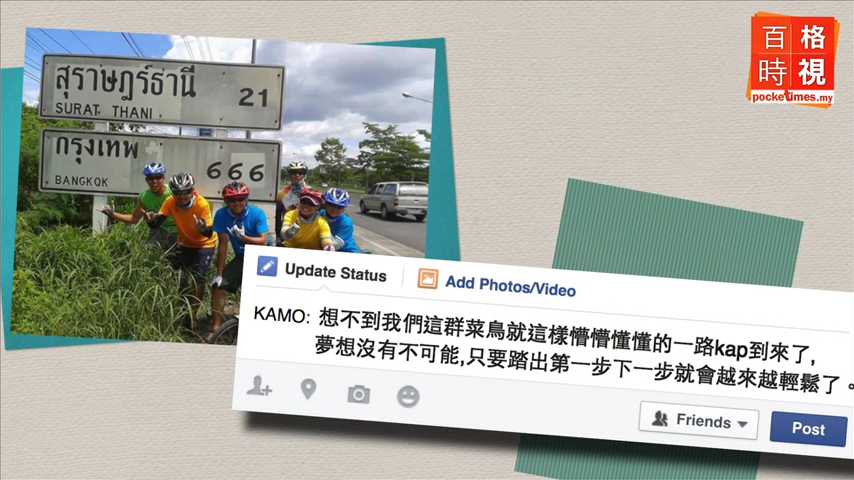 百格
時視
pocketimes.my
สุราษฎร์ธานี 21
SURAT THANI
กรุงเทพ 666
BANGKOK
Update Status
Add Photos/Video
KAMO: 想不到我們這群菜鳥就這樣懵懵懂懂的一路kap到來了,
夢想沒有不可能,只要踏出第一步下一步就會越來越輕鬆了。
Friends
Post